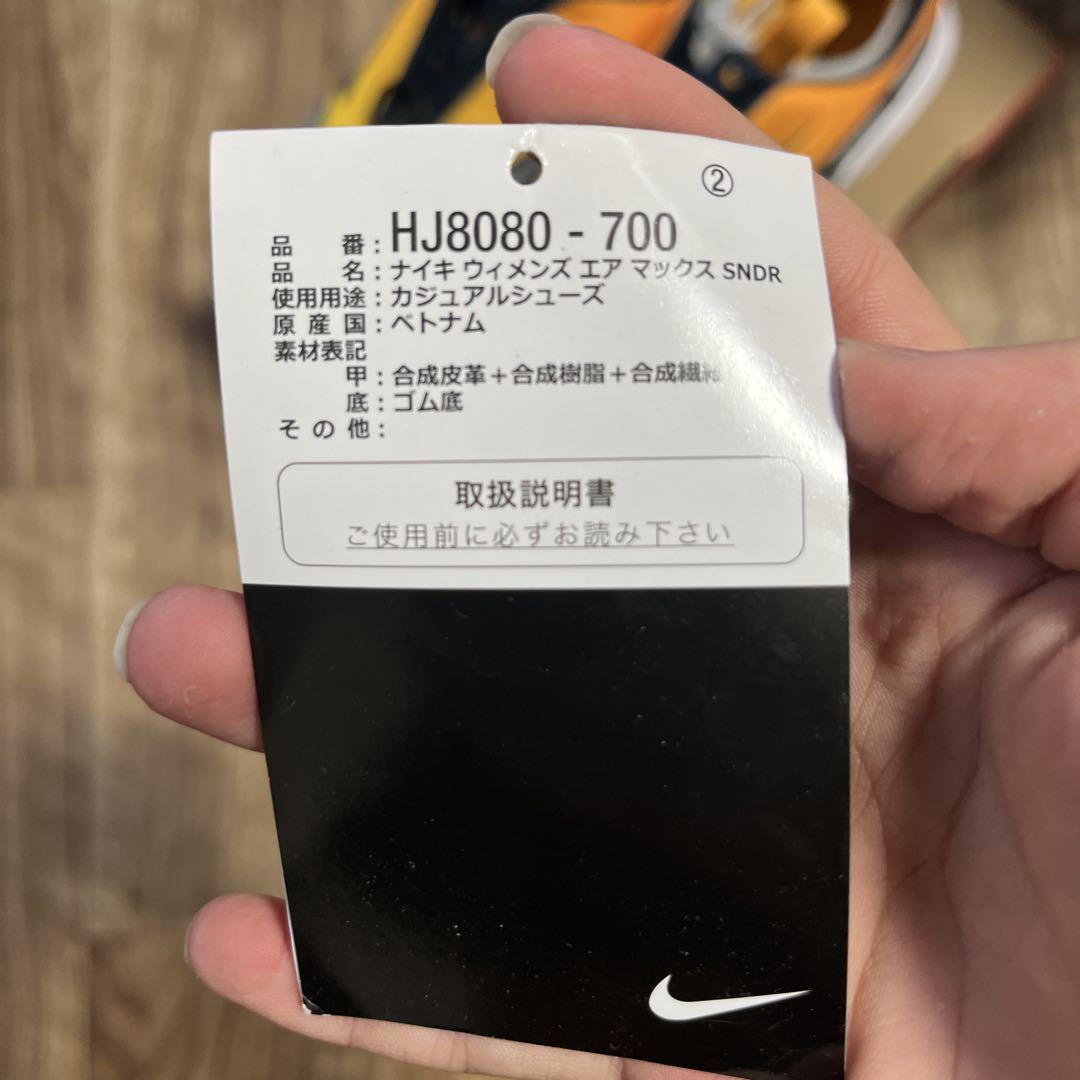 ②
品 番：HJ8080 - 700
品 名：ナイキ ウィメンズ エア マックス SNDR
使用用途：カジュアルシューズ
原 産 国：ベトナム
素材表記
甲：合成皮革＋合成樹脂＋合成繊維
底：ゴム底
そ の 他：
取扱説明書
ご使用前に必ずお読み下さい